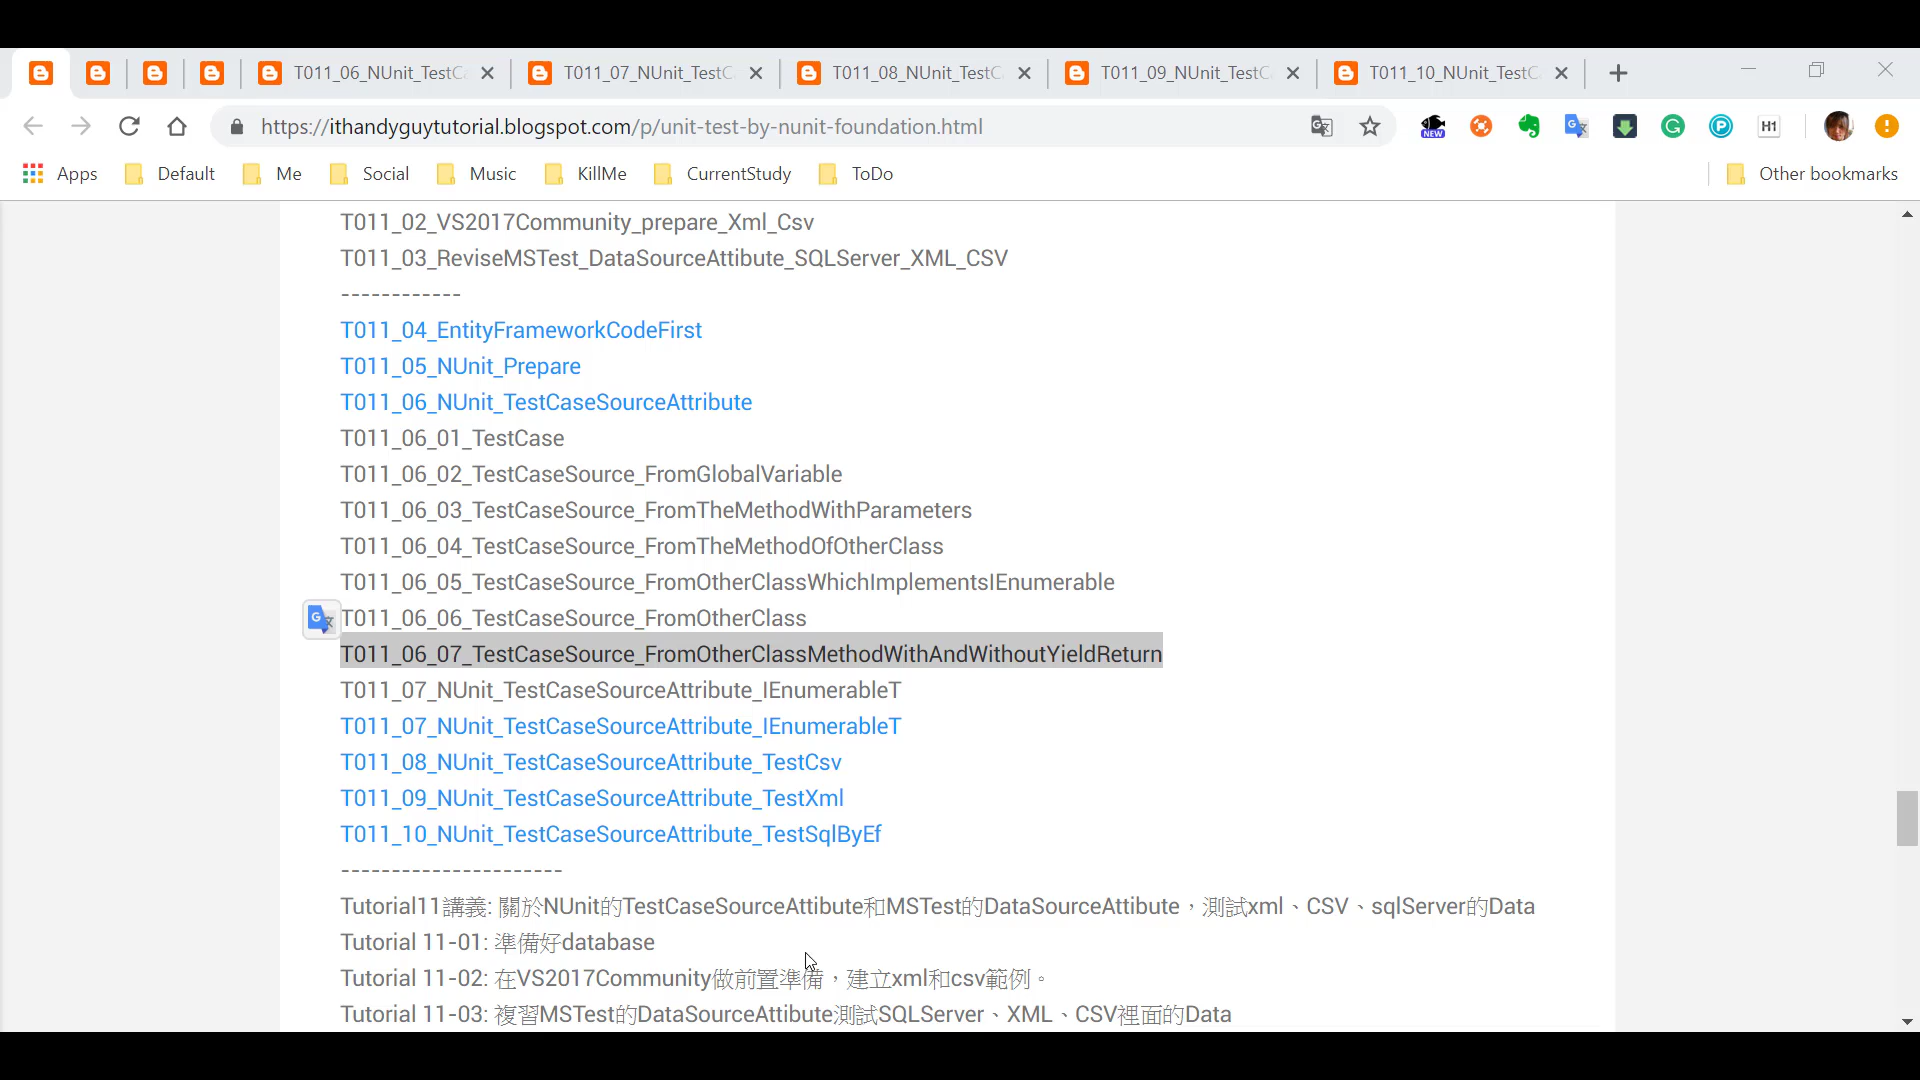 T011_06_NUnit_TestC
T011_07_NUnit_TestC
T011_08_NUnit_TestC
T011_09_NUnit_TestC
T011_10_NUnit_TestC
https://ithandyguytutorial.blogspot.com/p/unit-test-by-nunit-foundation.html
NEW
H1
Apps
Default
Me
Social
Music
KillMe
CurrentStudy
ToDo
Other bookmarks
T011_02_VS2017Community_prepare_Xml_Csv
T011_03_ReviseMSTest_DataSourceAttibute_SQLServer_XML_CSV
------------
T011_04_EntityFrameworkCodeFirst
T011_05_NUnit_Prepare
T011_06_NUnit_TestCaseSourceAttribute
T011_06_01_TestCase
T011_06_02_TestCaseSource_FromGlobalVariable
T011_06_03_TestCaseSource_FromTheMethodWithParameters
T011_06_04_TestCaseSource_FromTheMethodOfOtherClass
T011_06_05_TestCaseSource_FromOtherClassWhichImplementsIEnumerable
T011_06_06_TestCaseSource_FromOtherClass
T011_06_07_TestCaseSource_FromOtherClassMethodWithAndWithoutYieldReturn
T011_07_NUnit_TestCaseSourceAttribute_IEnumerableT
T011_07_NUnit_TestCaseSourceAttribute_IEnumerableT
T011_08_NUnit_TestCaseSourceAttribute_TestCsv
T011_09_NUnit_TestCaseSourceAttribute_TestXml
T011_10_NUnit_TestCaseSourceAttribute_TestSqlByEf
----------------------
Tutorial11講義: 關於NUnit的TestCaseSourceAttibute和MSTest的DataSourceAttibute，測試xml、CSV、sqlServer的Data
Tutorial 11-01: 準備好database
Tutorial 11-02: 在VS2017Community做前置準備，建立xml和csv範例。
Tutorial 11-03: 複習MSTest的DataSourceAttibute測試SQLServer、XML、CSV裡面的Data